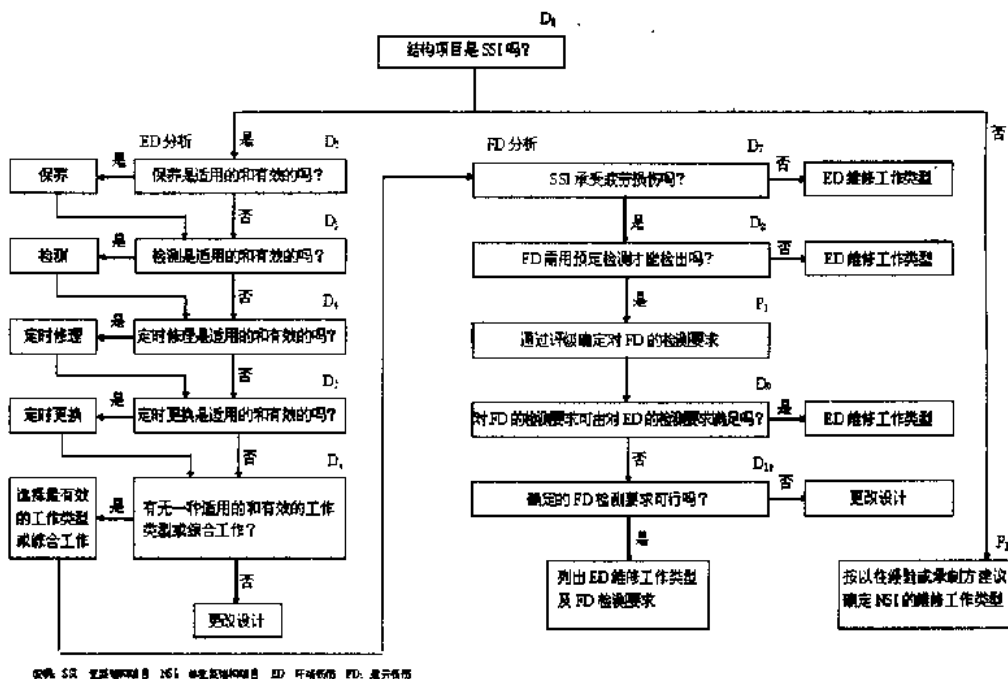 结构项目是SSI吗？
是
否
ED分析
FD分析
保养
是
保养是适用的和有效的吗？
否
检测
是
检测是适用的和有效的吗？
否
D₄
定时修理
是
定时修理是适用的和有效的吗？
否
定时更换
是
定时更换是适用的和有效的吗？
否
选择最有效
的工作类型
或综合工作
是
有无一种适用的和有效的工作
类型或综合工作？
否
更改设计
D₇
SSI承受疲劳损伤吗？
否
ED维修工作类型
是
FD需用预定检测才能检出吗？
否
ED维修工作类型
是
P₁
通过评级确定对FD的检测要求
对FD的检测要求可由对ED的检测要求满足吗？
是
ED维修工作类型
否
确定的FD检测要求可行吗？
否
更改设计
是
列出ED维修工作类型
及FD检测要求
按以往经验或承制方建议
确定NSI的维修工作类型